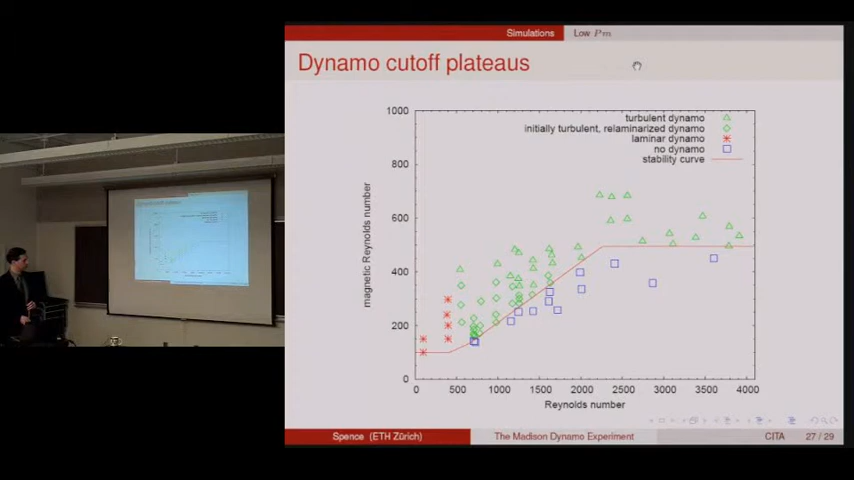 Simulations Low Pm
Dynamo cutoff plateaus
1000
800
600
400
200
0
magnetic Reynolds number
turbulent dynamo
initially turbulent, relaminarized dynamo
laminar dynamo
no dynamo
stability curve
0 500 1000 1500 2000 2500 3000 3500 4000
Reynolds number
Spence (ETH Zürich) The Madison Dynamo Experiment CITA 27 / 29